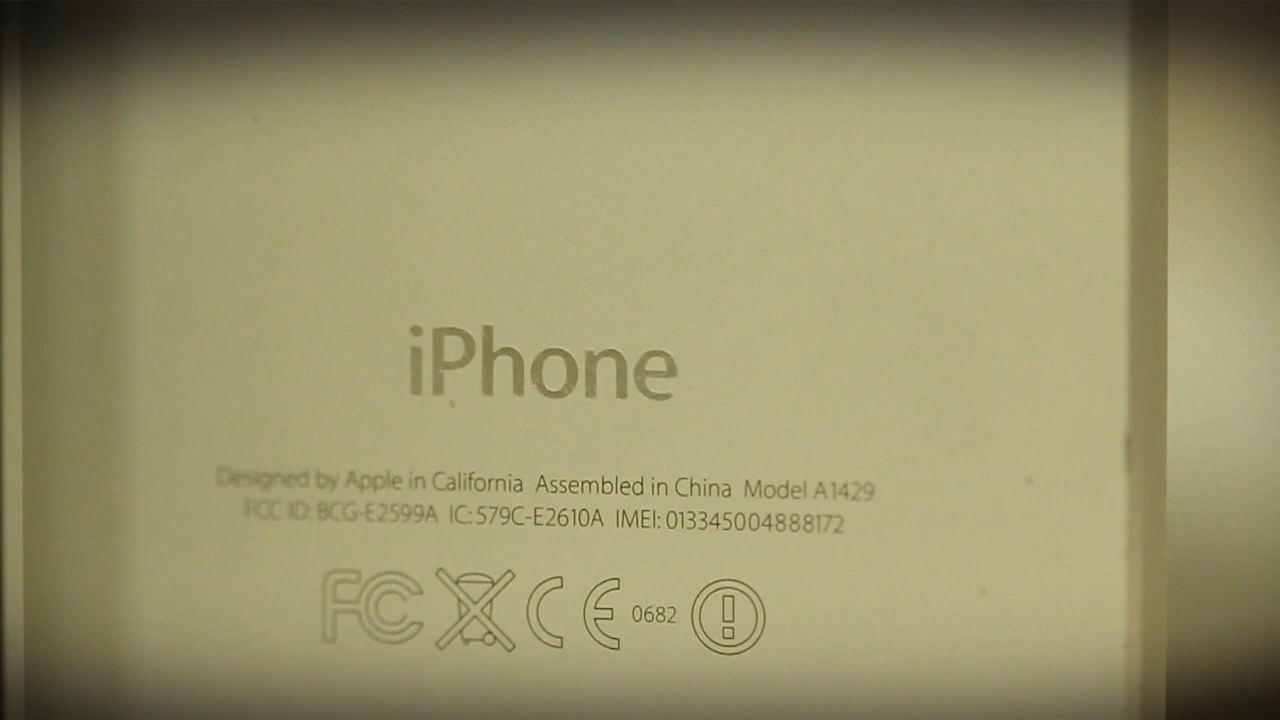 iPhone
Designed by Apple in California Assembled in China Model A1429
FCC ID: BCG-E2599A IC: 579C-E2610A IMEI: 013345004888172
FC CE 0682 !